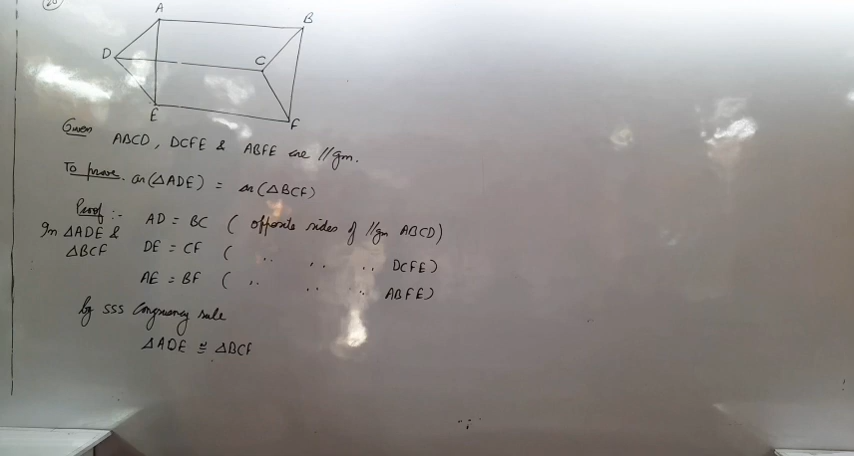 A
B
D
C
E
F
Given
ABCD, DCFE & ABFE are //gm.
To prove. ar(△ADE) = ar(△BCF)
Proof :-
In △ADE & △BCF
AD = BC ( opposite sides of //gm ABCD)
DE = CF ( " " " DCFE)
AE = BF ( " " " ABFE)
by SSS Congruency rule
△ADE ≅ △BCF